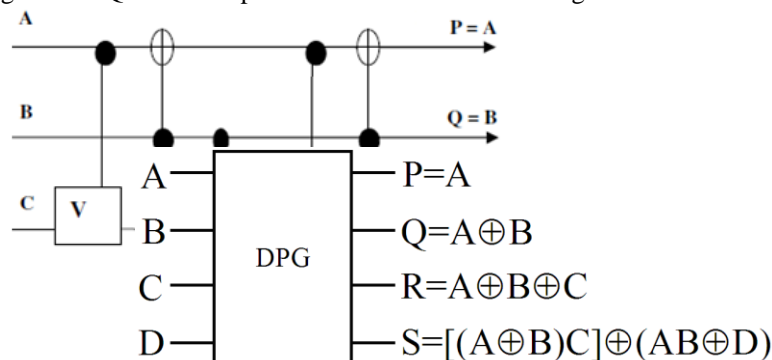 A
P = A
B
Q = B
C
V
A
P=A
B
Q=A⊕B
DPG
C
R=A⊕B⊕C
D
S=[(A⊕B)C]⊕(AB⊕D)